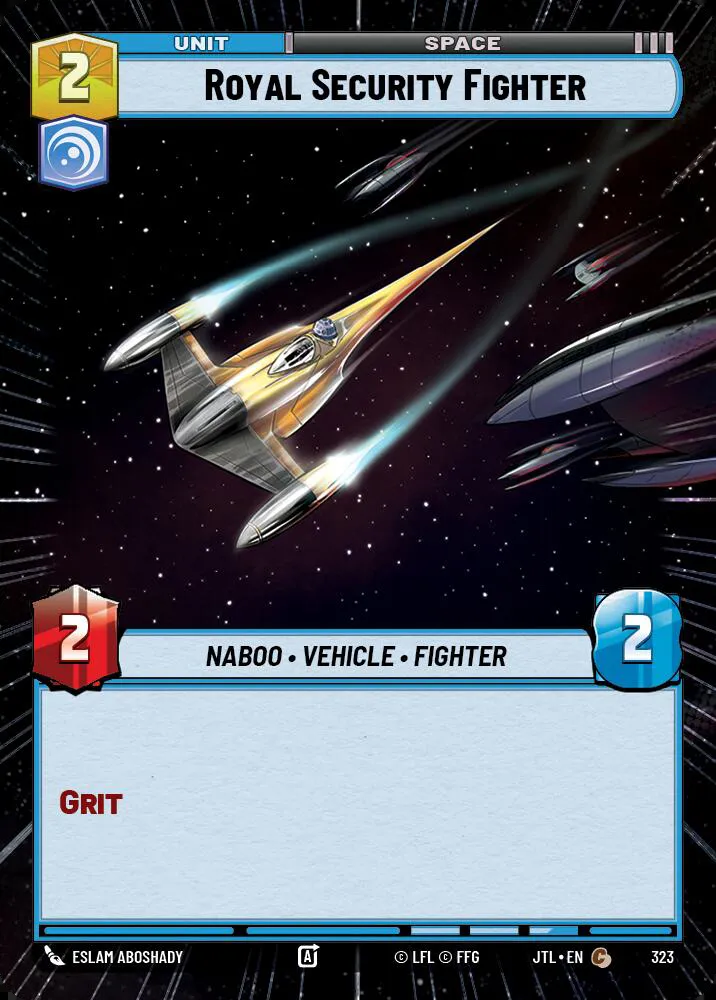 UNIT SPACE
2 ROYAL SECURITY FIGHTER
2 NABOO • VEHICLE • FIGHTER 2
GRIT
ESLAM ABOSHADY A © LFL © FFG JTL • EN C 323